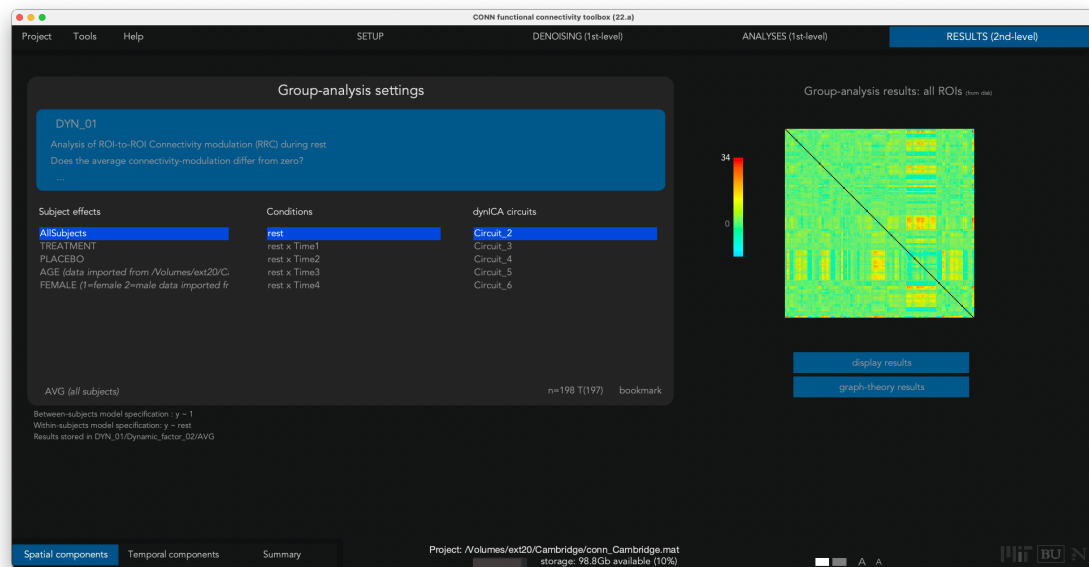 CONN functional connectivity toolbox (22.a)
Project Tools Help SETUP DENOISING (1st-level) ANALYSES (1st-level) RESULTS (2nd-level)
Group-analysis settings
DYN_01
Analysis of ROI-to-ROI Connectivity modulation (RRC) during rest
Does the average connectivity-modulation differ from zero?
...
Subject effects Conditions dynICA circuits
AllSubjects rest Circuit_2
TREATMENT rest x Time1 Circuit_3
PLACEBO rest x Time2 Circuit_4
AGE (data imported from /Volumes/ext20/Ca rest x Time3 Circuit_5
FEMALE (1=female 2=male data imported fr rest x Time4 Circuit_6
AVG (all subjects) n=198 T(197) bookmark
Between-subjects model specification : y ~ 1
Within-subjects model specification: y ~ rest
Results stored in DYN_01/Dynamic_factor_02/AVG
Group-analysis results: all ROIs (from disk)
34
0
display results
graph-theory results
Spatial components Temporal components Summary
Project: /Volumes/ext20/Cambridge/conn_Cambridge.mat
storage: 98.8Gb available (10%)
A A
MIT BU N